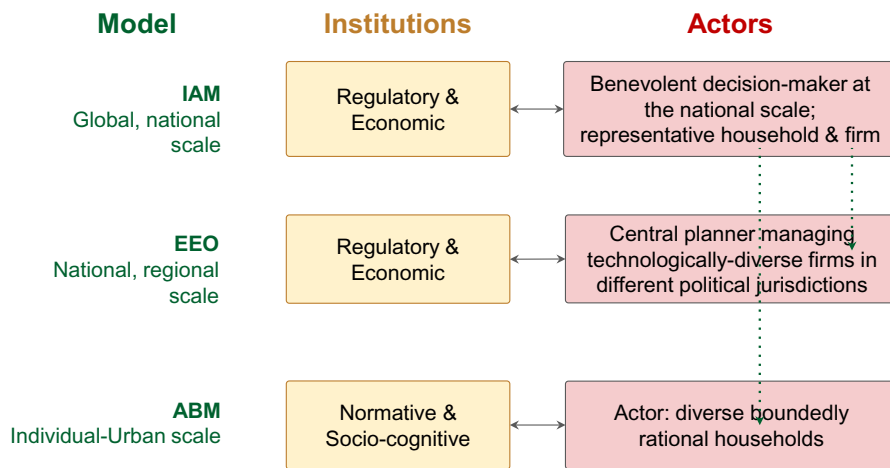 Model
Institutions
Actors
IAM
Global, national
scale
Regulatory &
Economic
Benevolent decision-maker at
the national scale;
representative household & firm
EEO
National, regional
scale
Regulatory &
Economic
Central planner managing
technologically-diverse firms in
different political jurisdictions
ABM
Individual-Urban scale
Normative &
Socio-cognitive
Actor: diverse boundedly
rational households